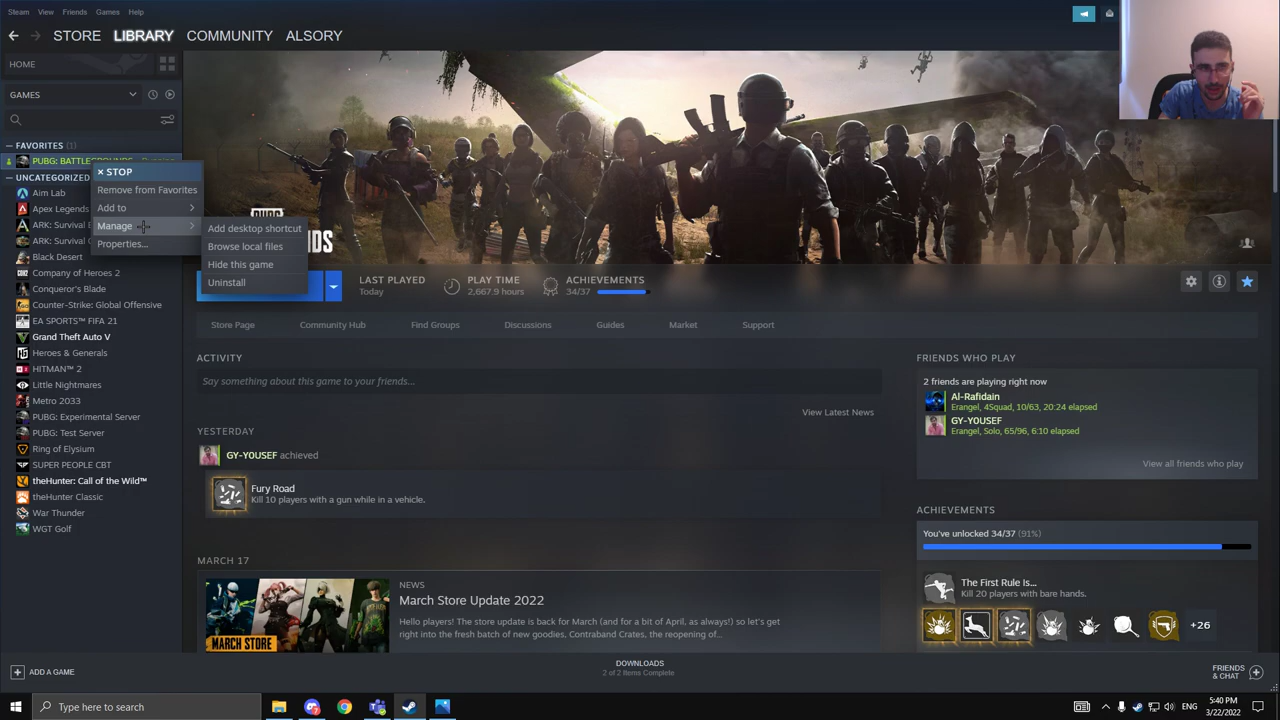 Steam View Friends Games Help
STORE LIBRARY COMMUNITY ALSORY
HOME
GAMES
FAVORITES (1)
PUBG: BATTLEGROUNDS - Running
UNCATEGORIZED
Aim Lab
Apex Legends
ARK: Survival
ARK: Survival
Black Desert
Company of Heroes 2
Conqueror's Blade
Counter-Strike: Global Offensive
EA SPORTS™ FIFA 21
Grand Theft Auto V
Heroes & Generals
HITMAN™ 2
Little Nightmares
Metro 2033
PUBG: Experimental Server
PUBG: Test Server
Ring of Elysium
SUPER PEOPLE CBT
theHunter: Call of the Wild™
theHunter Classic
War Thunder
WGT Golf
× STOP
Remove from Favorites
Add to
Manage
Properties...
Add desktop shortcut
Browse local files
Hide this game
Uninstall
LAST PLAYED
Today
PLAY TIME
2,667.9 hours
ACHIEVEMENTS
34/37
Store Page Community Hub Find Groups Discussions Guides Market Support
ACTIVITY
Say something about this game to your friends...
View Latest News
YESTERDAY
GY-Y0USEF achieved
Fury Road
Kill 10 players with a gun while in a vehicle.
MARCH 17
MARCH STORE
NEWS
March Store Update 2022
Hello players! The store update is back for March (and for a bit of April, as always!) so let's get
right into the fresh batch of new goodies, Contraband Crates, the reopening of...
FRIENDS WHO PLAY
2 friends are playing right now
Al-Rafidain
Erangel, 4Squad, 10/63, 20:24 elapsed
GY-Y0USEF
Erangel, Solo, 65/96, 6:10 elapsed
View all friends who play
ACHIEVEMENTS
You've unlocked 34/37 (91%)
The First Rule Is...
Kill 20 players with bare hands.
+26
ADD A GAME
DOWNLOADS
2 of 2 Items Complete
FRIENDS
& CHAT
Type here to search
ENG
5:40 PM
3/22/2022